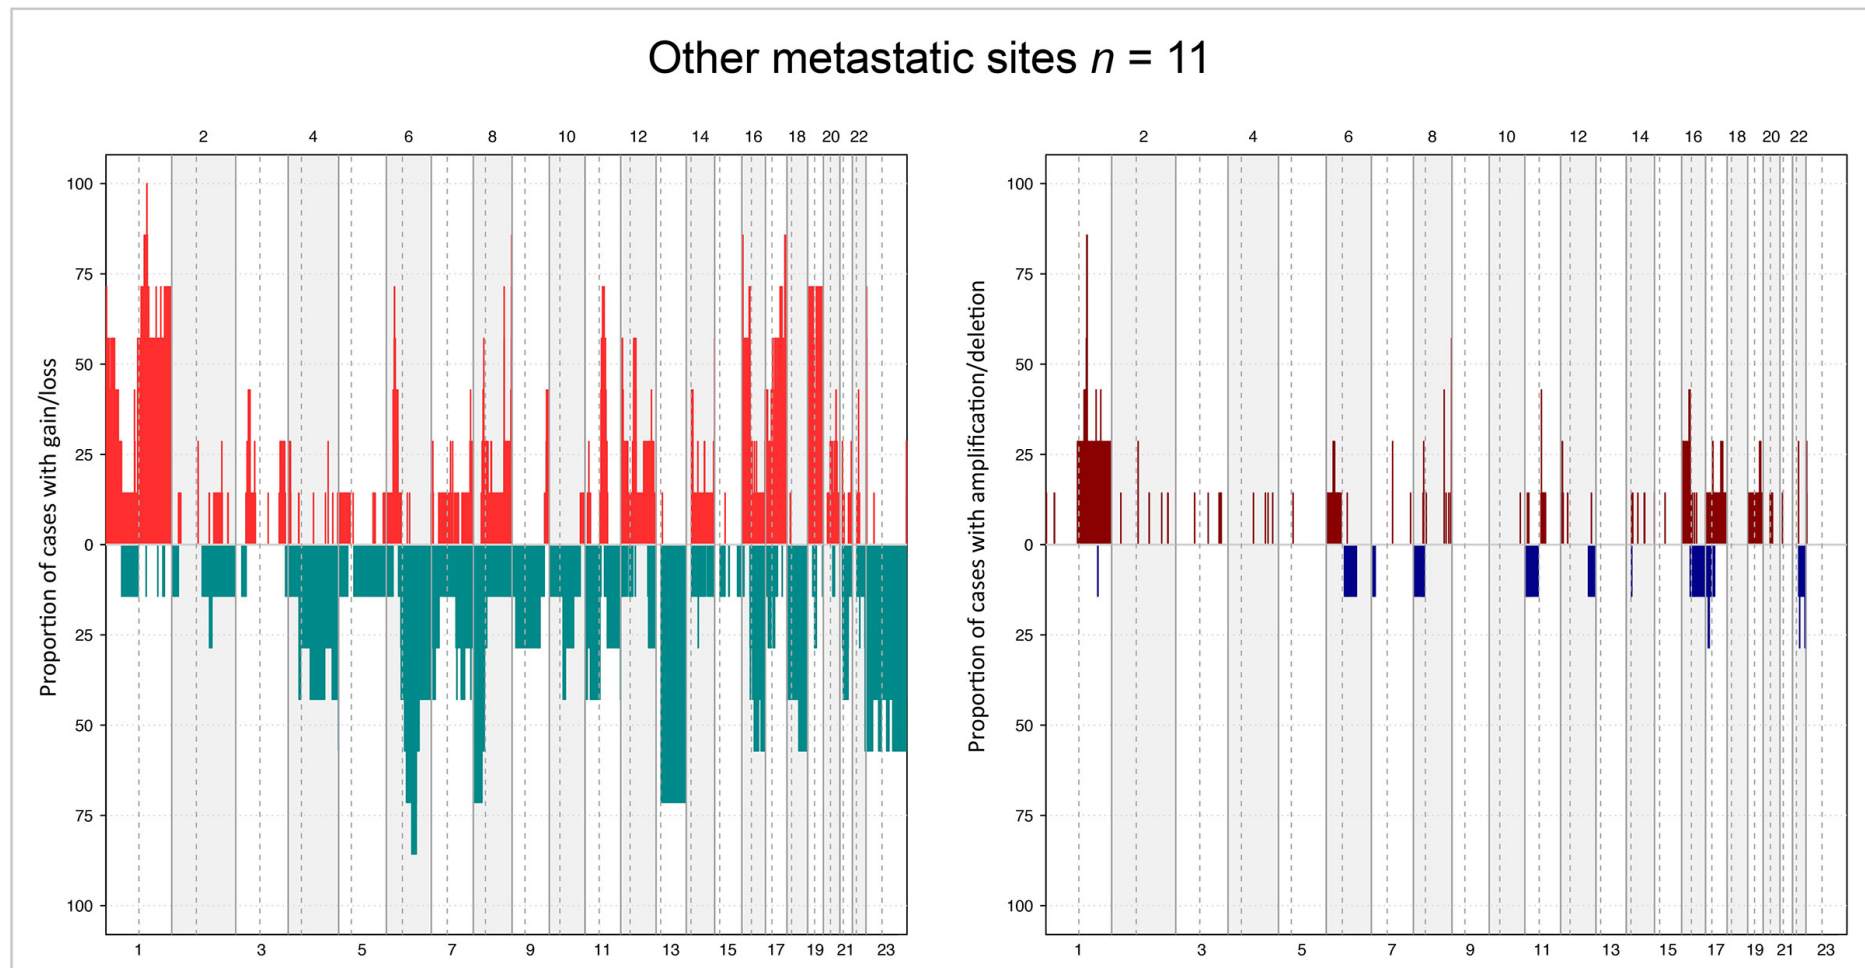 Other metastatic sites n = 11
2 4 6 8 10 12 14 16 18 20 22
100
75
50
25
0
25
50
75
100
Proportion of cases with gain/loss
1 3 5 7 9 11 13 15 17 19 21 23
2 4 6 8 10 12 14 16 18 20 22
100
75
50
25
0
25
50
75
100
Proportion of cases with amplification/deletion
1 3 5 7 9 11 13 15 17 19 21 23